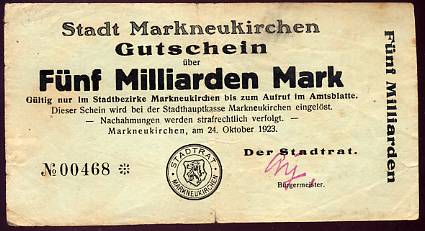 Stadt Markneukirchen
Gutschein
über
Fünf Milliarden Mark
Gültig nur im Stadtbezirke Markneukirchen bis zum Aufruf im Amtsblatte.
Dieser Schein wird bei der Stadthauptkasse Markneukirchen eingelöst.
— Nachahmungen werden strafrechtlich verfolgt. —
Markneukirchen, am 24. Oktober 1923.
Der Stadtrat.
№ 00468 ※
STADTRAT
MARKNEUKIRCHEN
Bürgermeister.
Fünf Milliarden